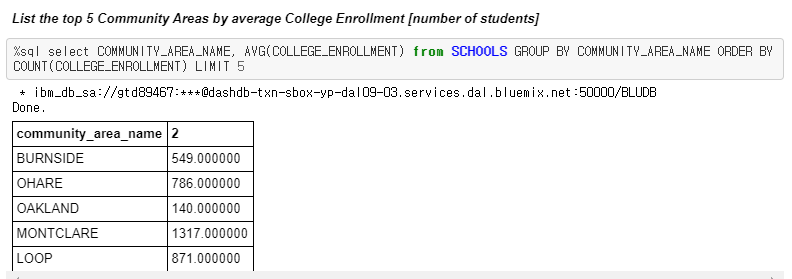 List the top 5 Community Areas by average College Enrollment [number of students]
%sql select COMMUNITY_AREA_NAME, AVG(COLLEGE_ENROLLMENT) from SCHOOLS GROUP BY COMMUNITY_AREA_NAME ORDER BY
COUNT(COLLEGE_ENROLLMENT) LIMIT 5
* ibm_db_sa://gtd89467:***@dashdb-txn-sbox-yp-dal09-03.services.dal.bluemix.net:50000/BLUDB
Done.
community_area_name 2
BURNSIDE 549.000000
OHARE 786.000000
OAKLAND 140.000000
MONTCLARE 1317.000000
LOOP 871.000000